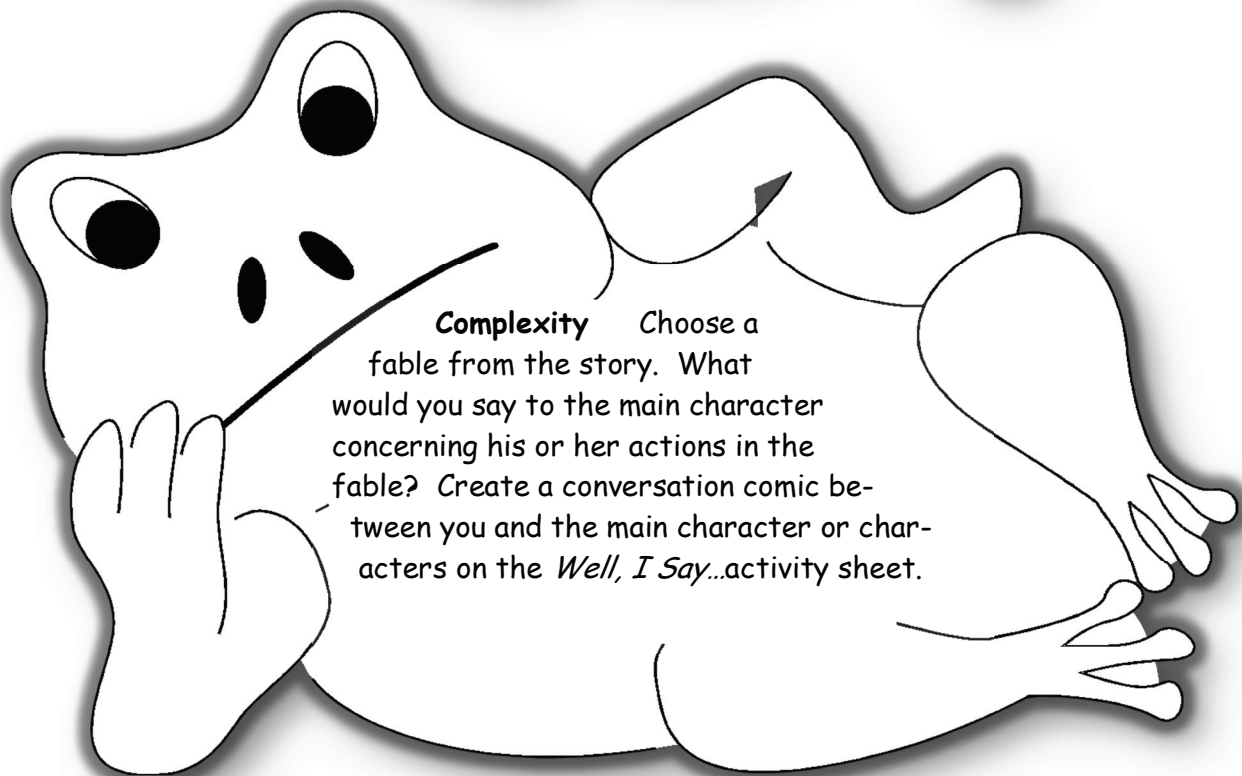 Complexity Choose a
fable from the story. What
would you say to the main character
concerning his or her actions in the
fable? Create a conversation comic be-
tween you and the main character or char-
acters on the Well, I Say...activity sheet.